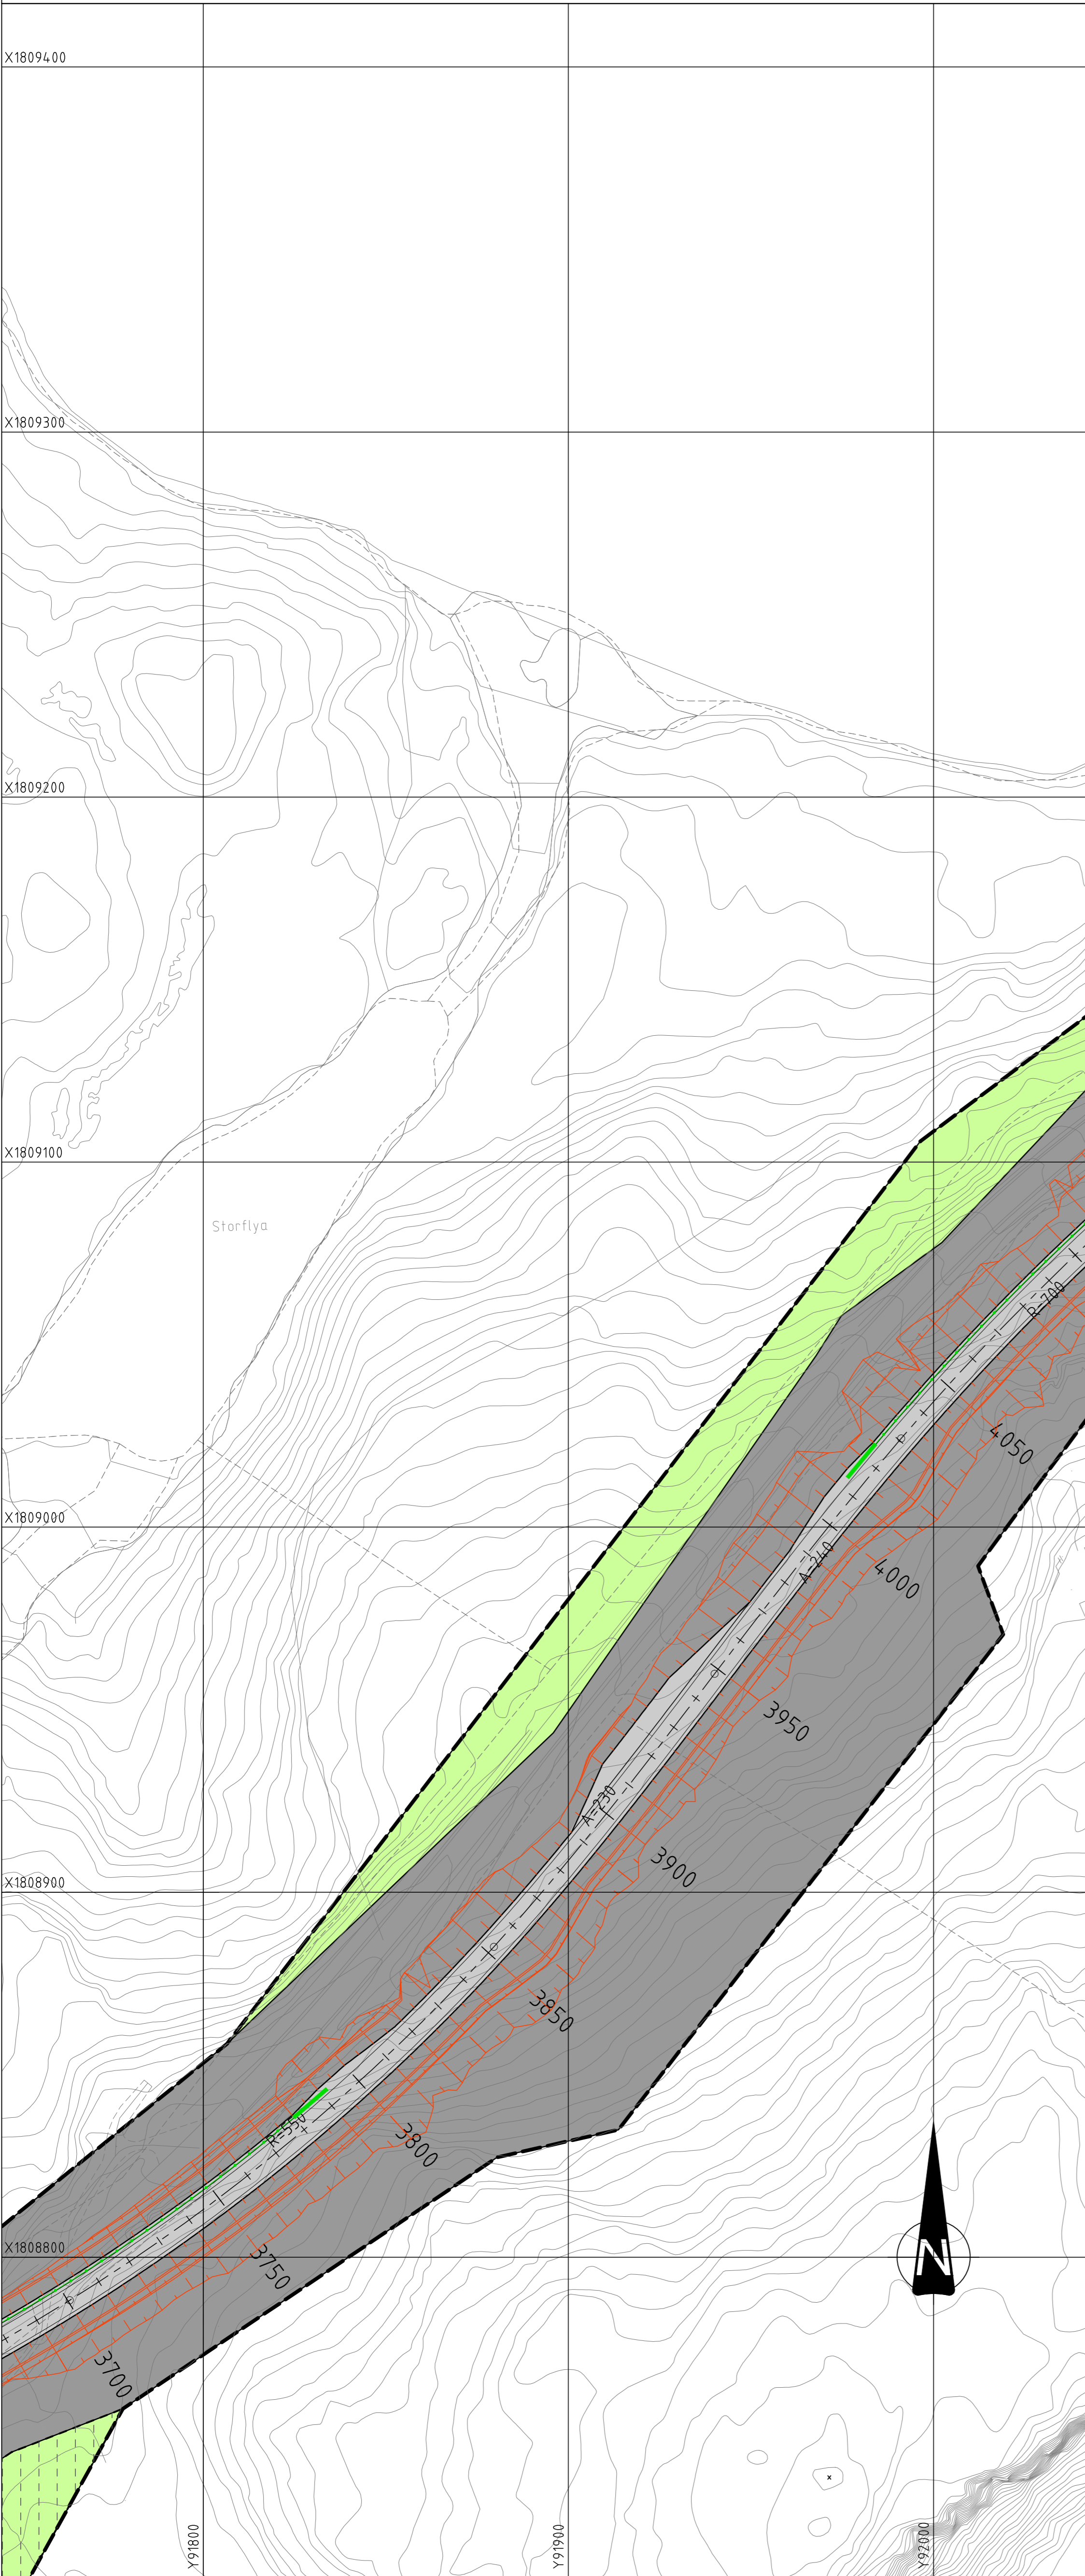 X1809400
X1809300
X1809200
X1809100
Storflya
R-700
4050
X1809000
A-240
4000
3950
A-230
3900
X1808900
3850
R-550
3800
X1808800
3750
N
3700
Y91800
Y91900
Y92000